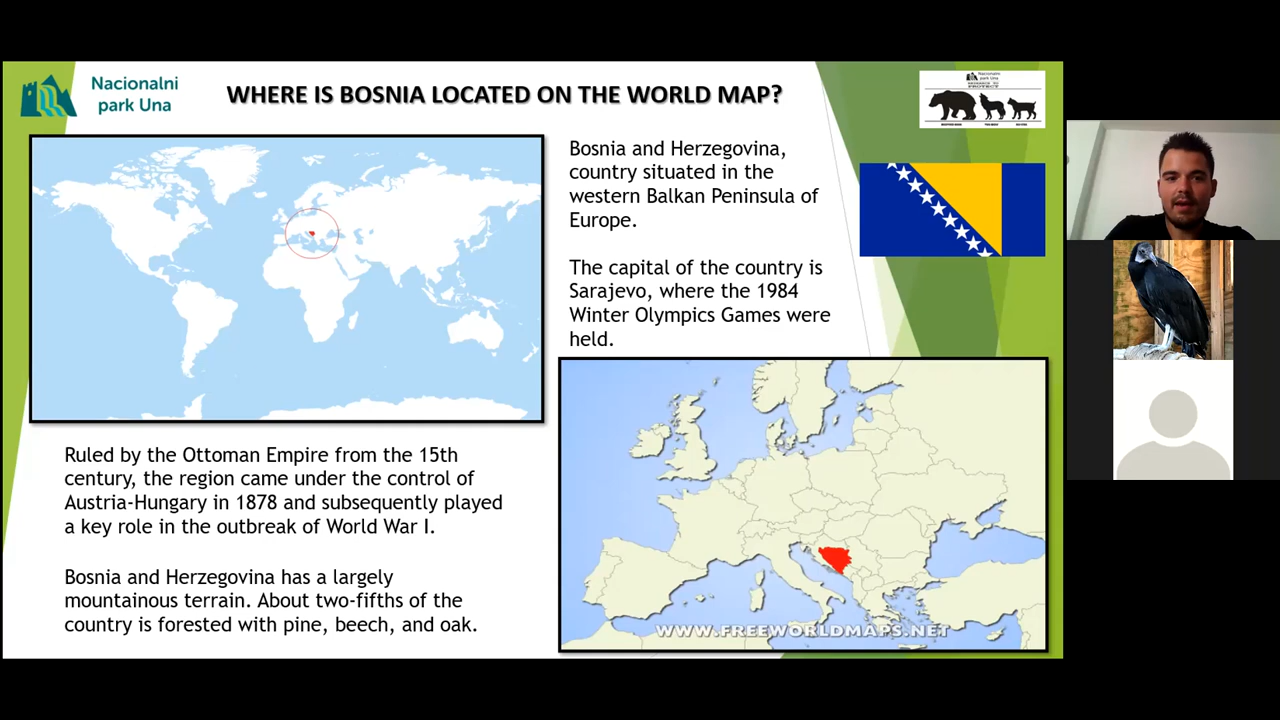 Nacionalni
park Una
WHERE IS BOSNIA LOCATED ON THE WORLD MAP?
Nacionalni
park Una
Bosnia and Herzegovina,
country situated in the
western Balkan Peninsula of
Europe.
The capital of the country is
Sarajevo, where the 1984
Winter Olympics Games were
held.
Ruled by the Ottoman Empire from the 15th
century, the region came under the control of
Austria-Hungary in 1878 and subsequently played
a key role in the outbreak of World War I.
Bosnia and Herzegovina has a largely
mountainous terrain. About two-fifths of the
country is forested with pine, beech, and oak.
WWW.FREEWORLDMAPS.NET